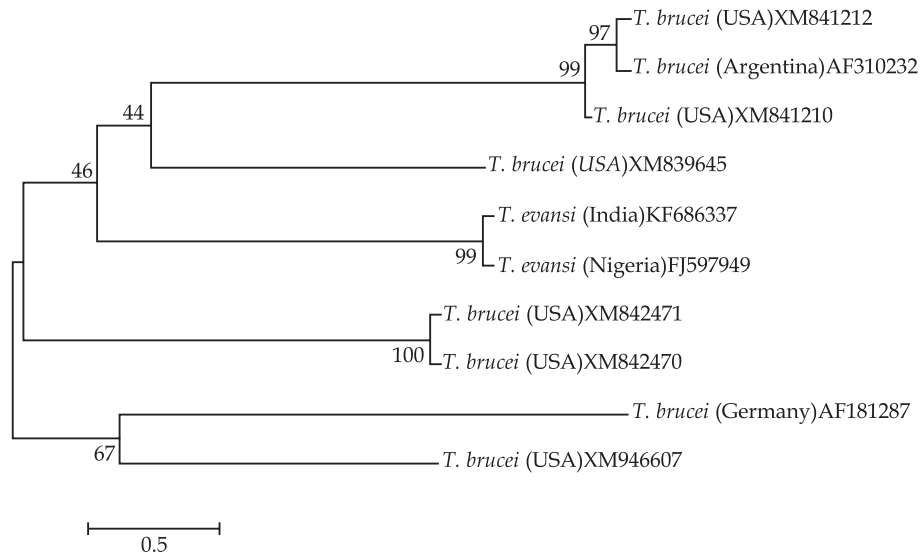 97
T. brucei (USA)XM841212
99
T. brucei (Argentina)AF310232
T. brucei (USA)XM841210
44
T. brucei (USA)XM839645
46
T. evansi (India)KF686337
99
T. evansi (Nigeria)FJ597949
T. brucei (USA)XM842471
100
T. brucei (USA)XM842470
T. brucei (Germany)AF181287
67
T. brucei (USA)XM946607
0.5